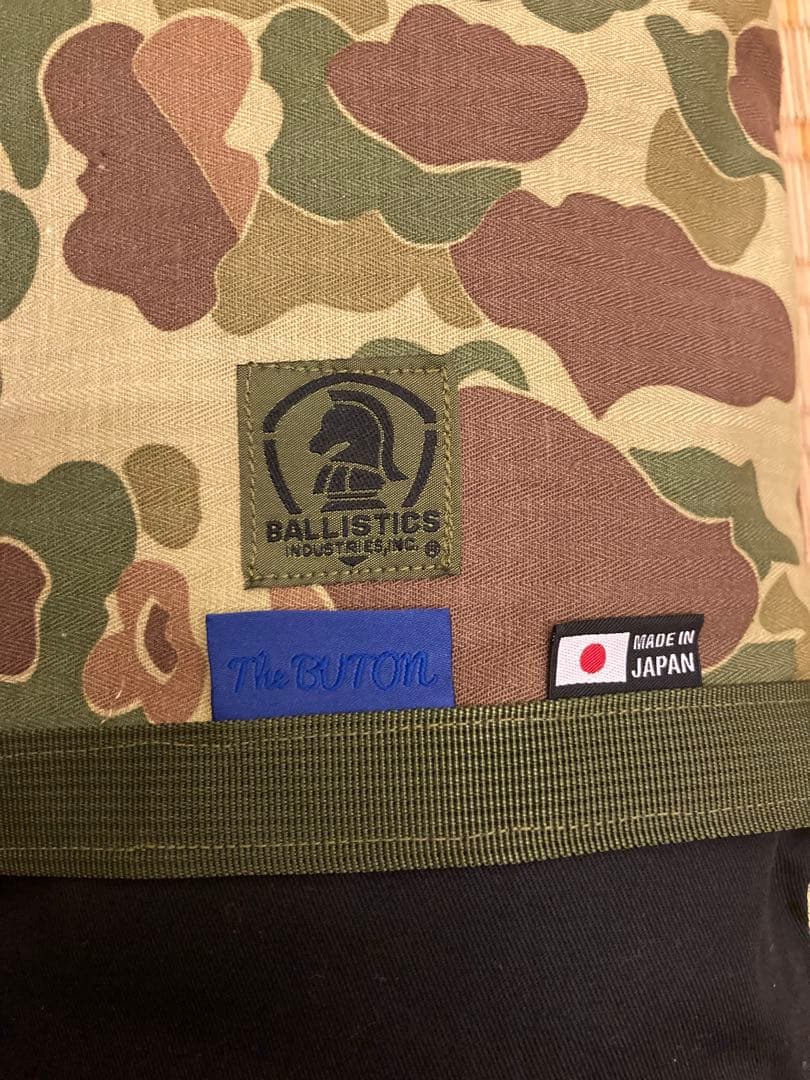 BALLISTICS
INDUSTRIES,INC. ®
The BUTON
MADE IN
JAPAN